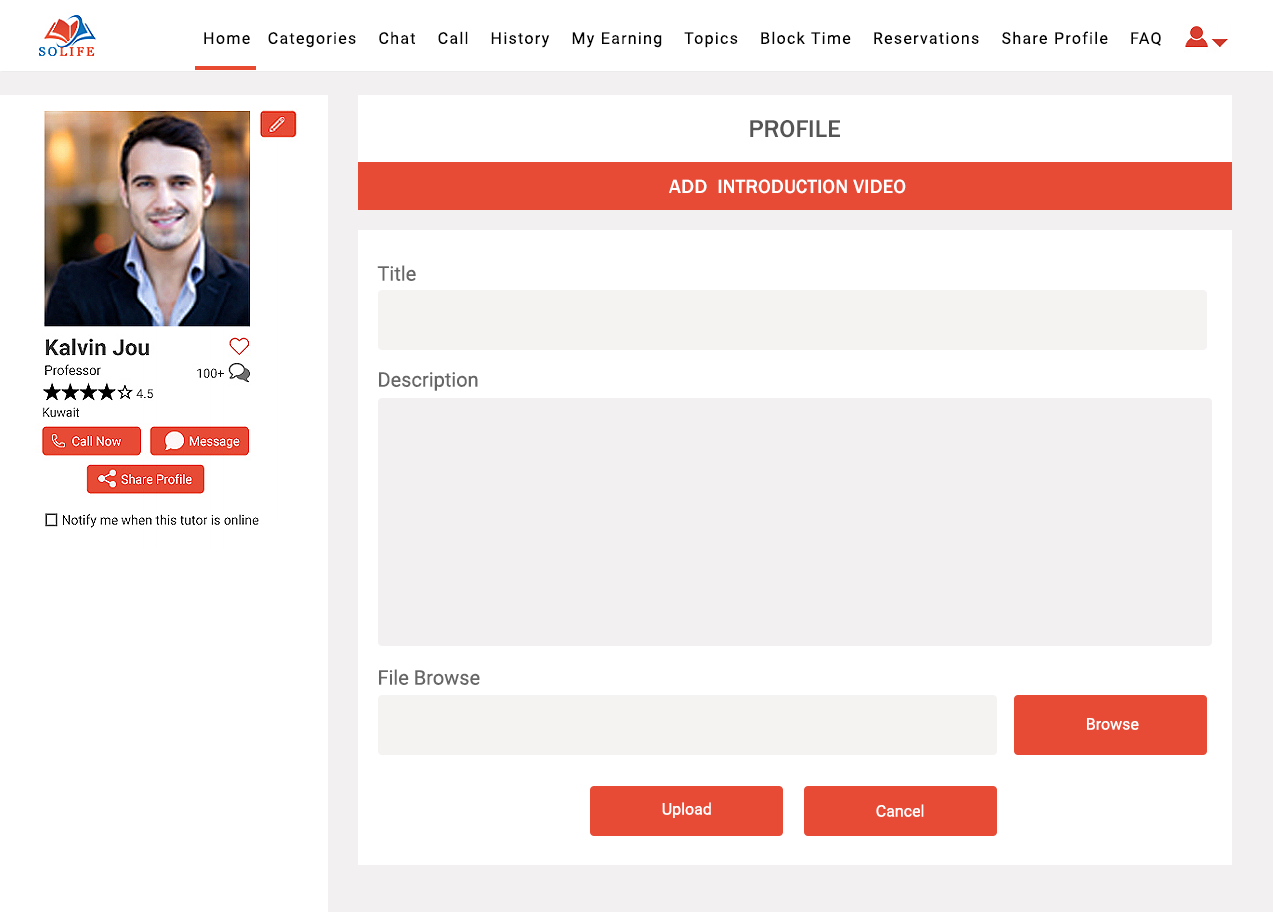 SOLIFE
Home Categories Chat Call History My Earning Topics Block Time Reservations Share Profile FAQ
Kalvin Jou
Professor
100+
4.5
Kuwait
Call Now
Message
Share Profile
Notify me when this tutor is online
PROFILE
ADD INTRODUCTION VIDEO
Title
Description
File Browse
Browse
Upload
Cancel